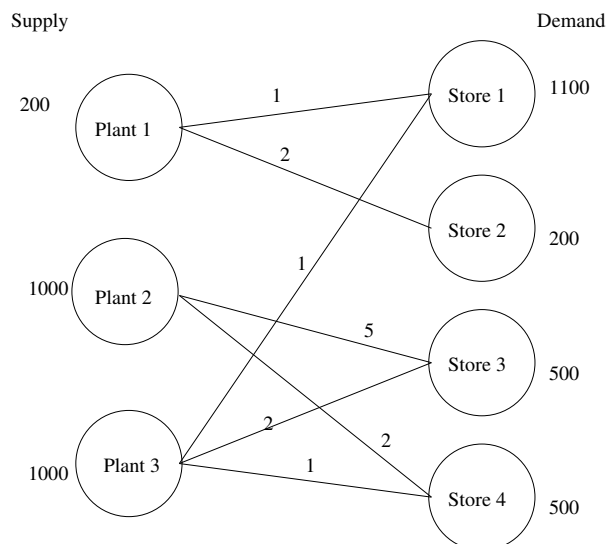 Supply
Demand
200
Plant 1
1
Store 1
1100
2
Store 2
200
1000
Plant 2
1
5
Store 3
500
1000
Plant 3
2
2
1
Store 4
500